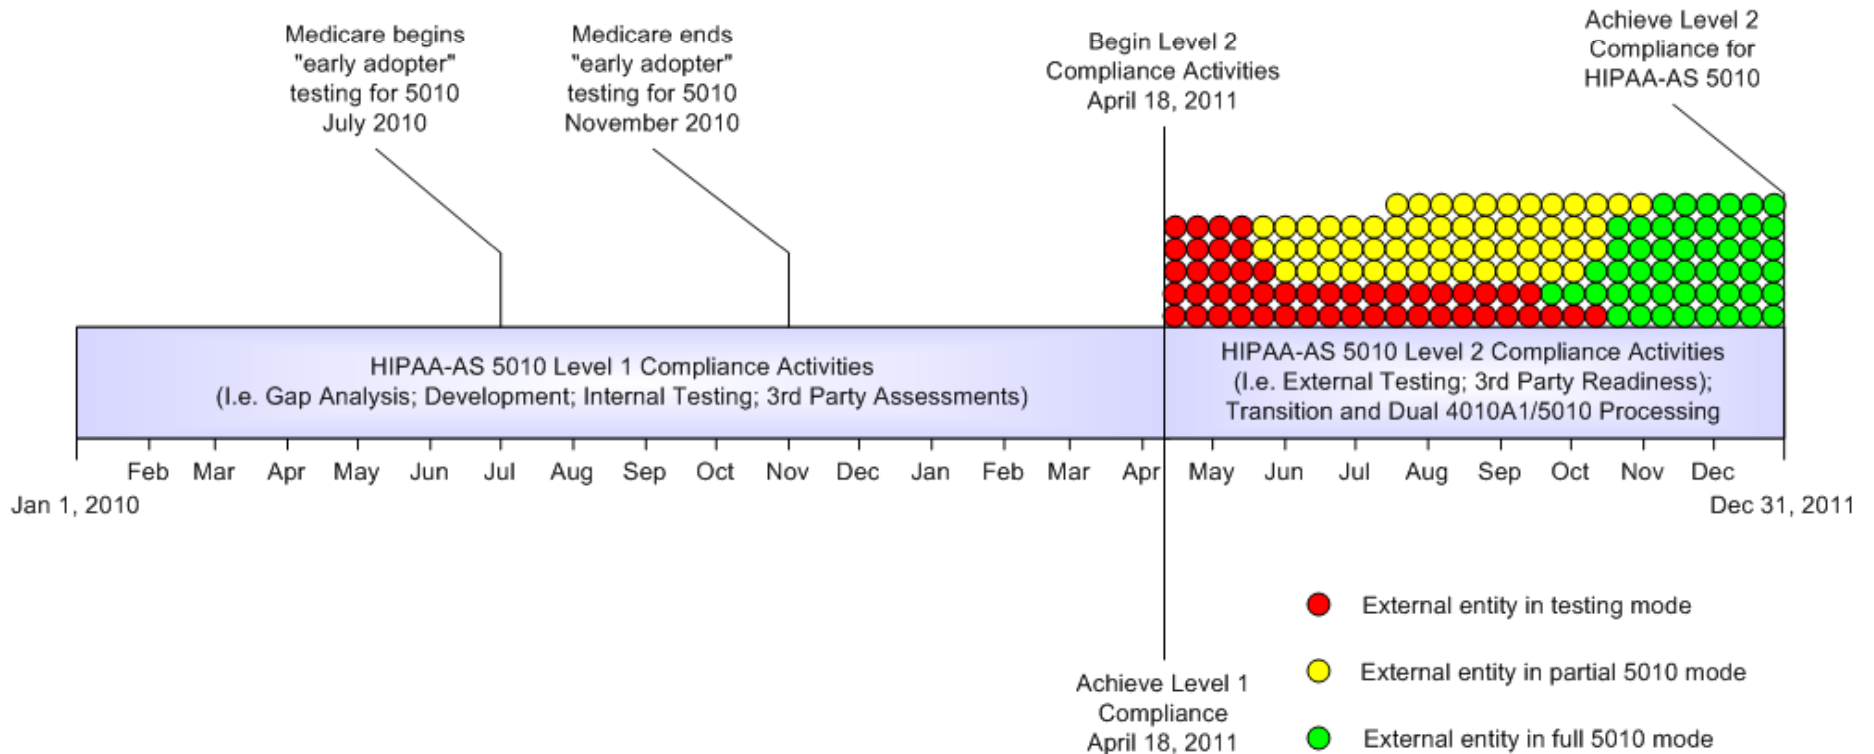 Medicare begins
"early adopter"
testing for 5010
July 2010
Medicare ends
"early adopter"
testing for 5010
November 2010
Begin Level 2
Compliance Activities
April 18, 2011
Achieve Level 2
Compliance for
HIPAA-AS 5010
HIPAA-AS 5010 Level 1 Compliance Activities
(I.e. Gap Analysis; Development; Internal Testing; 3rd Party Assessments)
HIPAA-AS 5010 Level 2 Compliance Activities
(I.e. External Testing; 3rd Party Readiness);
Transition and Dual 4010A1/5010 Processing
Feb Mar Apr May Jun Jul Aug Sep Oct Nov Dec Jan Feb Mar Apr May Jun Jul Aug Sep Oct Nov Dec
Jan 1, 2010
Dec 31, 2011
External entity in testing mode
External entity in partial 5010 mode
External entity in full 5010 mode
Achieve Level 1
Compliance
April 18, 2011